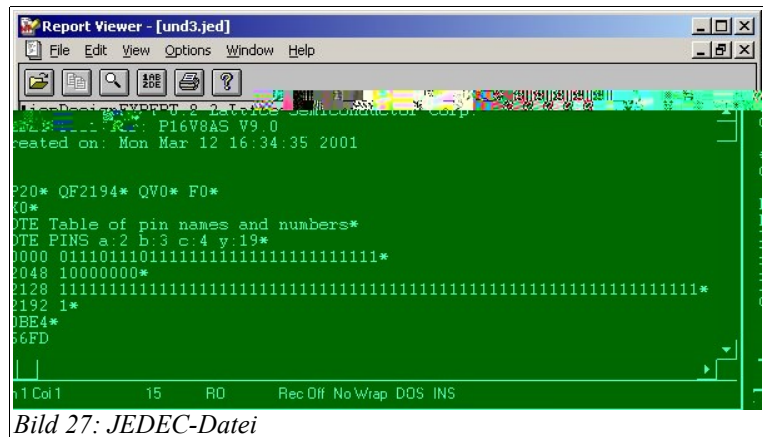 Report Viewer - [und3.jed]
File Edit View Options Window Help
P16V8AS V9.0
eated on: Mon Mar 12 16:34:35 2001
P20* QF2194* QV0* F0*
X0*
OTE Table of pin names and numbers*
OTE PINS a:2 b:3 c:4 y:19*
0000 01110111011111111111111111111111*
2048 10000000*
2128 1111111111111111111111111111111111111111111111111111111111111111*
2192 1*
0BE4*
56FD
1 Col 1 15 RO Rec Off No Wrap DOS INS
Bild 27: JEDEC-Datei